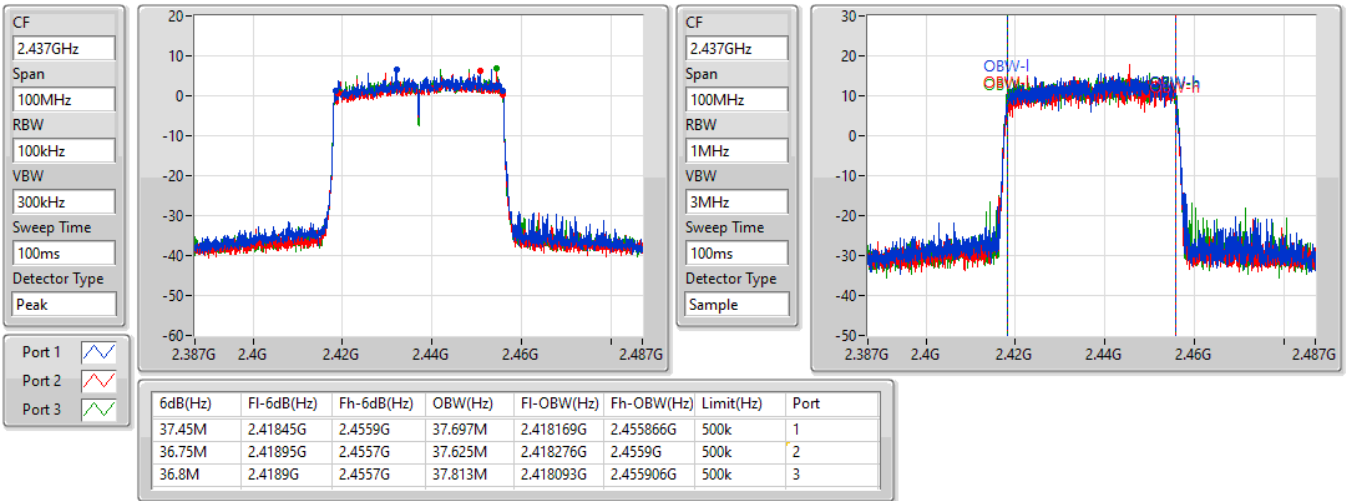 CF
2.437GHz
Span
100MHz
RBW
100kHz
VBW
300kHz
Sweep Time
100ms
Detector Type
Peak
20
10
0
-10
-20
-30
-40
-50
-60
2.387G 2.4G 2.42G 2.44G 2.46G 2.487G
CF
2.437GHz
Span
100MHz
RBW
1MHz
VBW
3MHz
Sweep Time
100ms
Detector Type
Sample
30
20
10
0
-10
-20
-30
-40
-50
OBW-l
2.387G 2.4G 2.42G 2.44G 2.46G 2.487G
Port 1
Port 2
Port 3
6dB(Hz) Fl-6dB(Hz) Fh-6dB(Hz) OBW(Hz) Fl-OBW(Hz) Fh-OBW(Hz) Limit(Hz) Port
37.45M 2.41845G 2.4559G 37.697M 2.418169G 2.455866G 500k 1
36.75M 2.41895G 2.4557G 37.625M 2.418276G 2.4559G 500k 2
36.8M 2.4189G 2.4557G 37.813M 2.418093G 2.455906G 500k 3